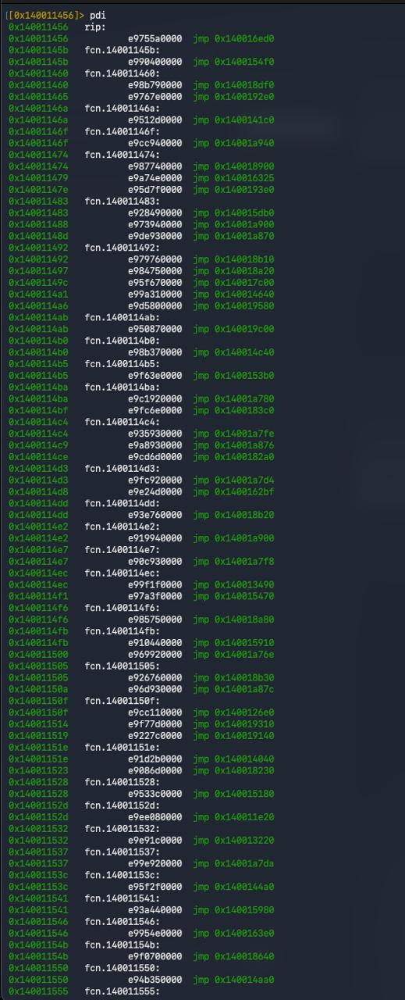 [[0x140011456]> pdi
0x140011456   rip:
0x140011456           e9755a0000  jmp 0x140016ed0
0x14001145b   fcn.14001145b:
0x14001145b           e990400000  jmp 0x1400154f0
0x140011460   fcn.140011460:
0x140011460           e98b790000  jmp 0x140018df0
0x140011465           e9767e0000  jmp 0x1400192e0
0x14001146a   fcn.14001146a:
0x14001146a           e9512d0000  jmp 0x1400141c0
0x14001146f   fcn.14001146f:
0x14001146f           e9cc940000  jmp 0x14001a940
0x140011474   fcn.140011474:
0x140011474           e987740000  jmp 0x140018900
0x140011479           e9a74e0000  jmp 0x140016325
0x14001147e           e95d7f0000  jmp 0x1400193e0
0x140011483   fcn.140011483:
0x140011483           e928490000  jmp 0x140015db0
0x140011488           e973940000  jmp 0x14001a900
0x14001148d           e9de930000  jmp 0x14001a870
0x140011492   fcn.140011492:
0x140011492           e979760000  jmp 0x140018b10
0x140011497           e984750000  jmp 0x140018a20
0x14001149c           e95f670000  jmp 0x140017c00
0x1400114a1           e99a310000  jmp 0x140014640
0x1400114a6           e9d5800000  jmp 0x140019580
0x1400114ab   fcn.1400114ab:
0x1400114ab           e950870000  jmp 0x140019c00
0x1400114b0   fcn.1400114b0:
0x1400114b0           e98b370000  jmp 0x140014c40
0x1400114b5   fcn.1400114b5:
0x1400114b5           e9f63e0000  jmp 0x1400153b0
0x1400114ba   fcn.1400114ba:
0x1400114ba           e9c1920000  jmp 0x14001a780
0x1400114bf           e9fc6e0000  jmp 0x1400183c0
0x1400114c4   fcn.1400114c4:
0x1400114c4           e935930000  jmp 0x14001a7fe
0x1400114c9           e9a8930000  jmp 0x14001a876
0x1400114ce           e9cd6d0000  jmp 0x1400182a0
0x1400114d3   fcn.1400114d3:
0x1400114d3           e9fc920000  jmp 0x14001a7d4
0x1400114d8           e9e24d0000  jmp 0x1400162bf
0x1400114dd   fcn.1400114dd:
0x1400114dd           e93e760000  jmp 0x140018b20
0x1400114e2   fcn.1400114e2:
0x1400114e2           e919940000  jmp 0x14001a900
0x1400114e7   fcn.1400114e7:
0x1400114e7           e90c930000  jmp 0x14001a7f8
0x1400114ec   fcn.1400114ec:
0x1400114ec           e99f1f0000  jmp 0x140013490
0x1400114f1           e97a3f0000  jmp 0x140015470
0x1400114f6   fcn.1400114f6:
0x1400114f6           e985750000  jmp 0x140018a80
0x1400114fb   fcn.1400114fb:
0x1400114fb           e910440000  jmp 0x140015910
0x140011500           e969920000  jmp 0x14001a76e
0x140011505   fcn.140011505:
0x140011505           e926760000  jmp 0x140018b30
0x14001150a           e96d930000  jmp 0x14001a87c
0x14001150f   fcn.14001150f:
0x14001150f           e9cc110000  jmp 0x1400126e0
0x140011514           e9f77d0000  jmp 0x140019310
0x140011519           e9227c0000  jmp 0x140019140
0x14001151e   fcn.14001151e:
0x14001151e           e91d2b0000  jmp 0x140014040
0x140011523           e9086d0000  jmp 0x140018230
0x140011528   fcn.140011528:
0x140011528           e9533c0000  jmp 0x140015180
0x14001152d   fcn.14001152d:
0x14001152d           e9ee080000  jmp 0x140011e20
0x140011532   fcn.140011532:
0x140011532           e9e91c0000  jmp 0x140013220
0x140011537   fcn.140011537:
0x140011537           e99e920000  jmp 0x14001a7da
0x14001153c   fcn.14001153c:
0x14001153c           e95f2f0000  jmp 0x1400144a0
0x140011541   fcn.140011541:
0x140011541           e93a440000  jmp 0x140015980
0x140011546   fcn.140011546:
0x140011546           e9954e0000  jmp 0x1400163e0
0x14001154b   fcn.14001154b:
0x14001154b           e9f0700000  jmp 0x140018640
0x140011550   fcn.140011550:
0x140011550           e94b350000  jmp 0x140014aa0
0x140011555   fcn.140011555: